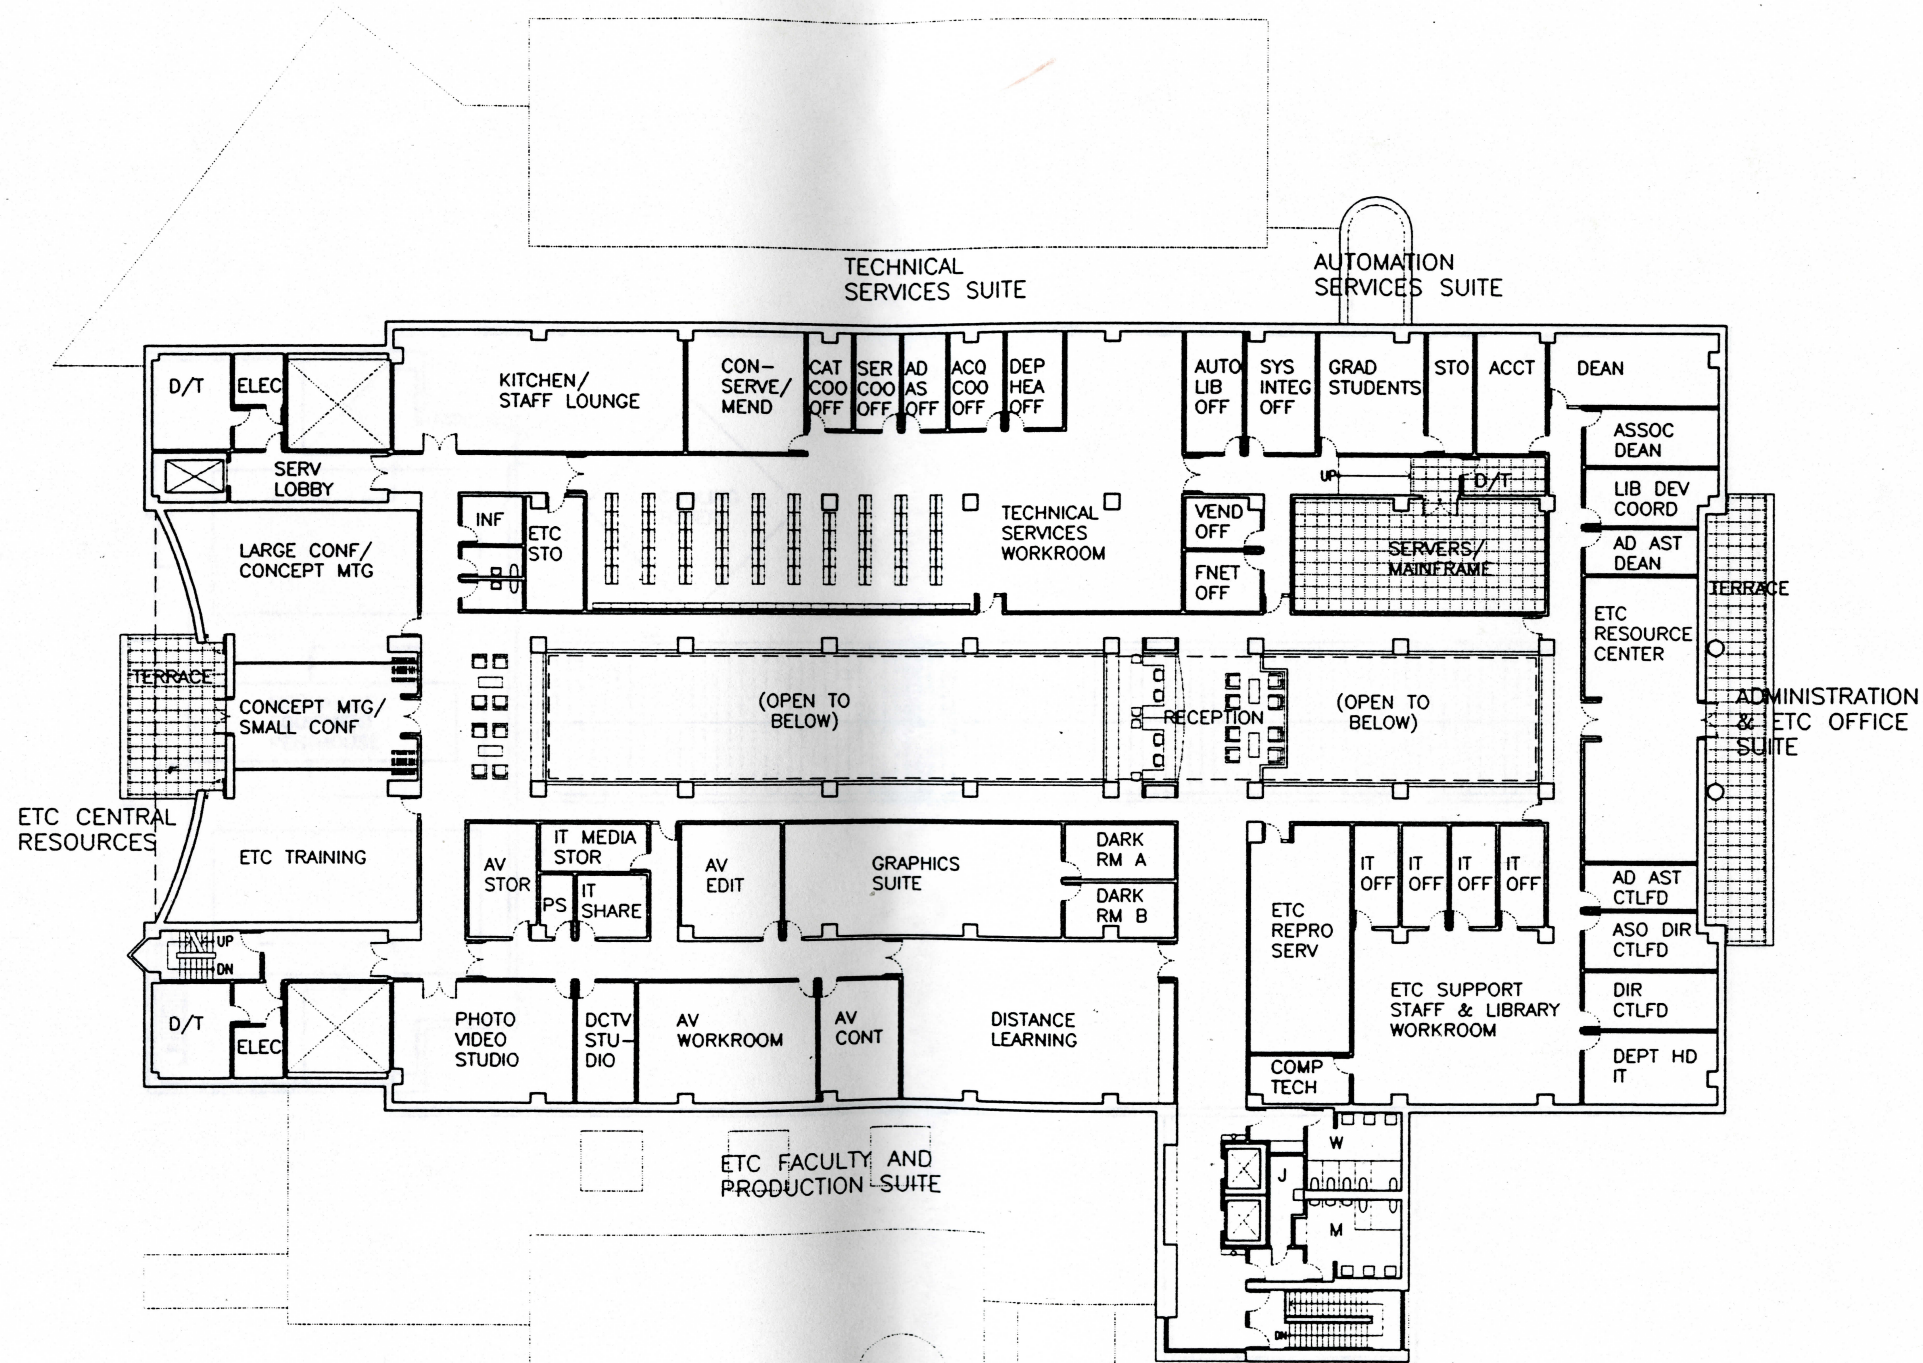 TECHNICAL
SERVICES SUITE
AUTOMATION
SERVICES SUITE
D/T
ELEC
KITCHEN/
STAFF LOUNGE
CON-
SERVE/
MEND
CAT
COO
OFF
SER
COO
OFF
AD
AS
OFF
ACQ
COO
OFF
DEP
HEA
OFF
AUTO
LIB
OFF
SYS
INTEG
OFF
GRAD
STUDENTS
STO
ACCT
DEAN
ASSOC
DEAN
SERV
LOBBY
UP
D/T
LIB DEV
COORD
INF
ETC
STO
TECHNICAL
SERVICES
WORKROOM
VEND
OFF
FNET
OFF
SERVERS/
MAINFRAME
AD AST
DEAN
LARGE CONF/
CONCEPT MTG
TERRACE
ETC
RESOURCE
CENTER
TERRACE
CONCEPT MTG/
SMALL CONF
(OPEN TO
BELOW)
RECEPTION
(OPEN TO
BELOW)
ADMINISTRATION
& ETC OFFICE
SUITE
ETC CENTRAL
RESOURCES
ETC TRAINING
AV
STOR
IT MEDIA
STOR
PS
IT
SHARE
AV
EDIT
GRAPHICS
SUITE
DARK
RM A
DARK
RM B
ETC
REPRO
SERV
IT
OFF
IT
OFF
IT
OFF
IT
OFF
AD AST
CTLFD
ASO DIR
CTLFD
UP
DN
D/T
ELEC
PHOTO
VIDEO
STUDIO
DCTV
STU-
DIO
AV
WORKROOM
AV
CONT
DISTANCE
LEARNING
ETC SUPPORT
STAFF & LIBRARY
WORKROOM
DIR
CTLFD
COMP
TECH
DEPT HD
IT
ETC FACULTY AND
PRODUCTION SUITE
W
J
M
DN